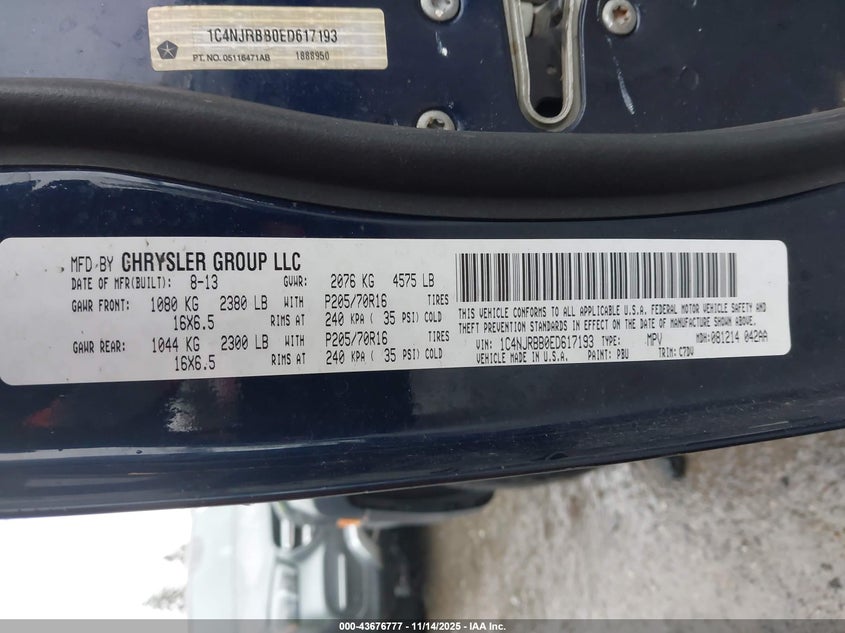 1C4NJRBB0ED617193
PT. NO. 05116471AB 1888950
MFD BY CHRYSLER GROUP LLC
DATE OF MFR(BUILT): 8-13 GVWR: 2076 KG 4575 LB
GAWR FRONT: 1080 KG 2380 LB WITH P205/70R16 TIRES
16X6.5 RIMS AT 240 KPA ( 35 PSI) COLD
GAWR REAR: 1044 KG 2300 LB WITH P205/70R16 TIRES
16X6.5 RIMS AT 240 KPA ( 35 PSI) COLD
THIS VEHICLE CONFORMS TO ALL APPLICABLE U.S.A. FEDERAL MOTOR VEHICLE SAFETY AND
THEFT PREVENTION STANDARDS IN EFFECT ON THE DATE OF MANUFACTURE SHOWN ABOVE.
VIN: 1C4NJRBB0ED617193 TYPE: MPV MDH: 081214 042AA
VEHICLE MADE IN U.S.A. PAINT: PBU TRIM: C7DV
000-43676777 - 11/14/2025 - IAA Inc.